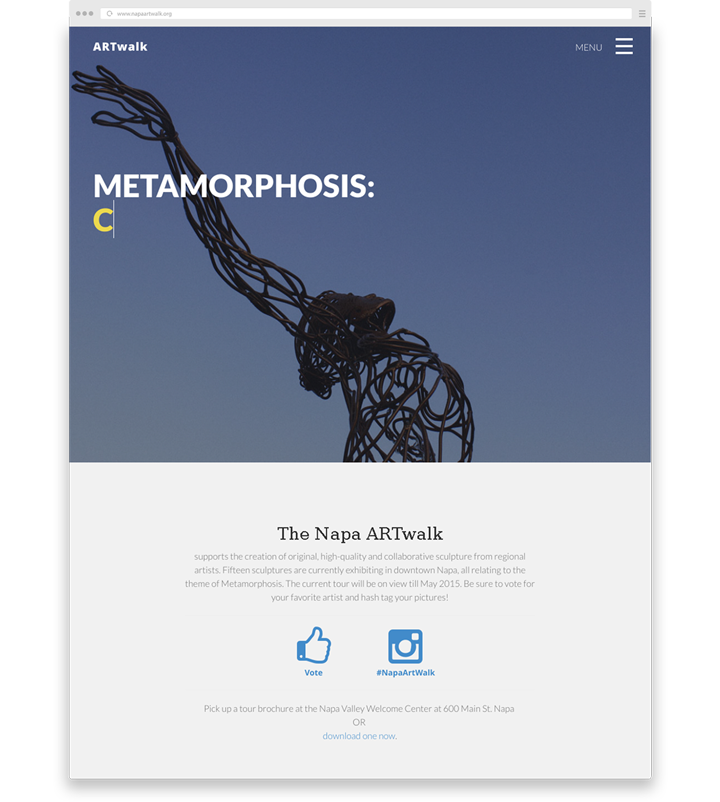 www.napaartwalk.org
ARTwalk
MENU
METAMORPHOSIS:
C
The Napa ARTwalk
supports the creation of original, high-quality and collaborative sculpture from regional
artists. Fifteen sculptures are currently exhibiting in downtown Napa, all relating to the
theme of Metamorphosis. The current tour will be on view till May 2015. Be sure to vote for
your favorite artist and hash tag your pictures!
Vote
#NapaArtWalk
Pick up a tour brochure at the Napa Valley Welcome Center at 600 Main St. Napa
OR
download one now.